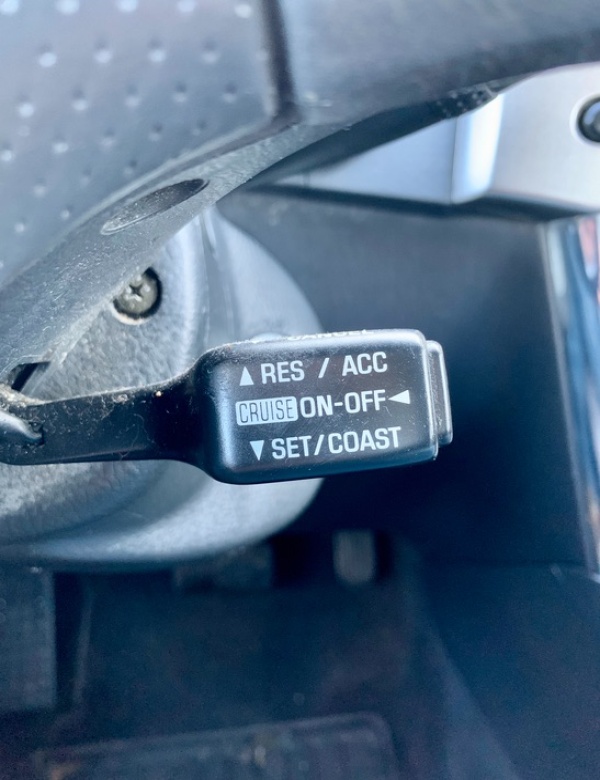 ▲ RES / ACC
CRUISE ON-OFF ◀
▼ SET/COAST